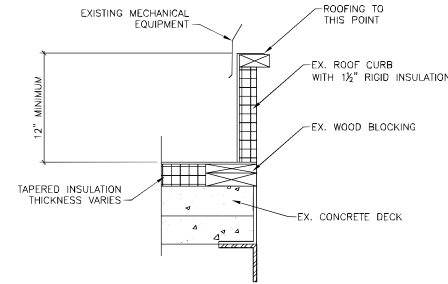 EXISTING MECHANICAL
EQUIPMENT
ROOFING TO
THIS POINT
EX. ROOF CURB
WITH 1½" RIGID INSULATION
12" MINIMUM
EX. WOOD BLOCKING
TAPERED INSULATION
THICKNESS VARIES
EX. CONCRETE DECK